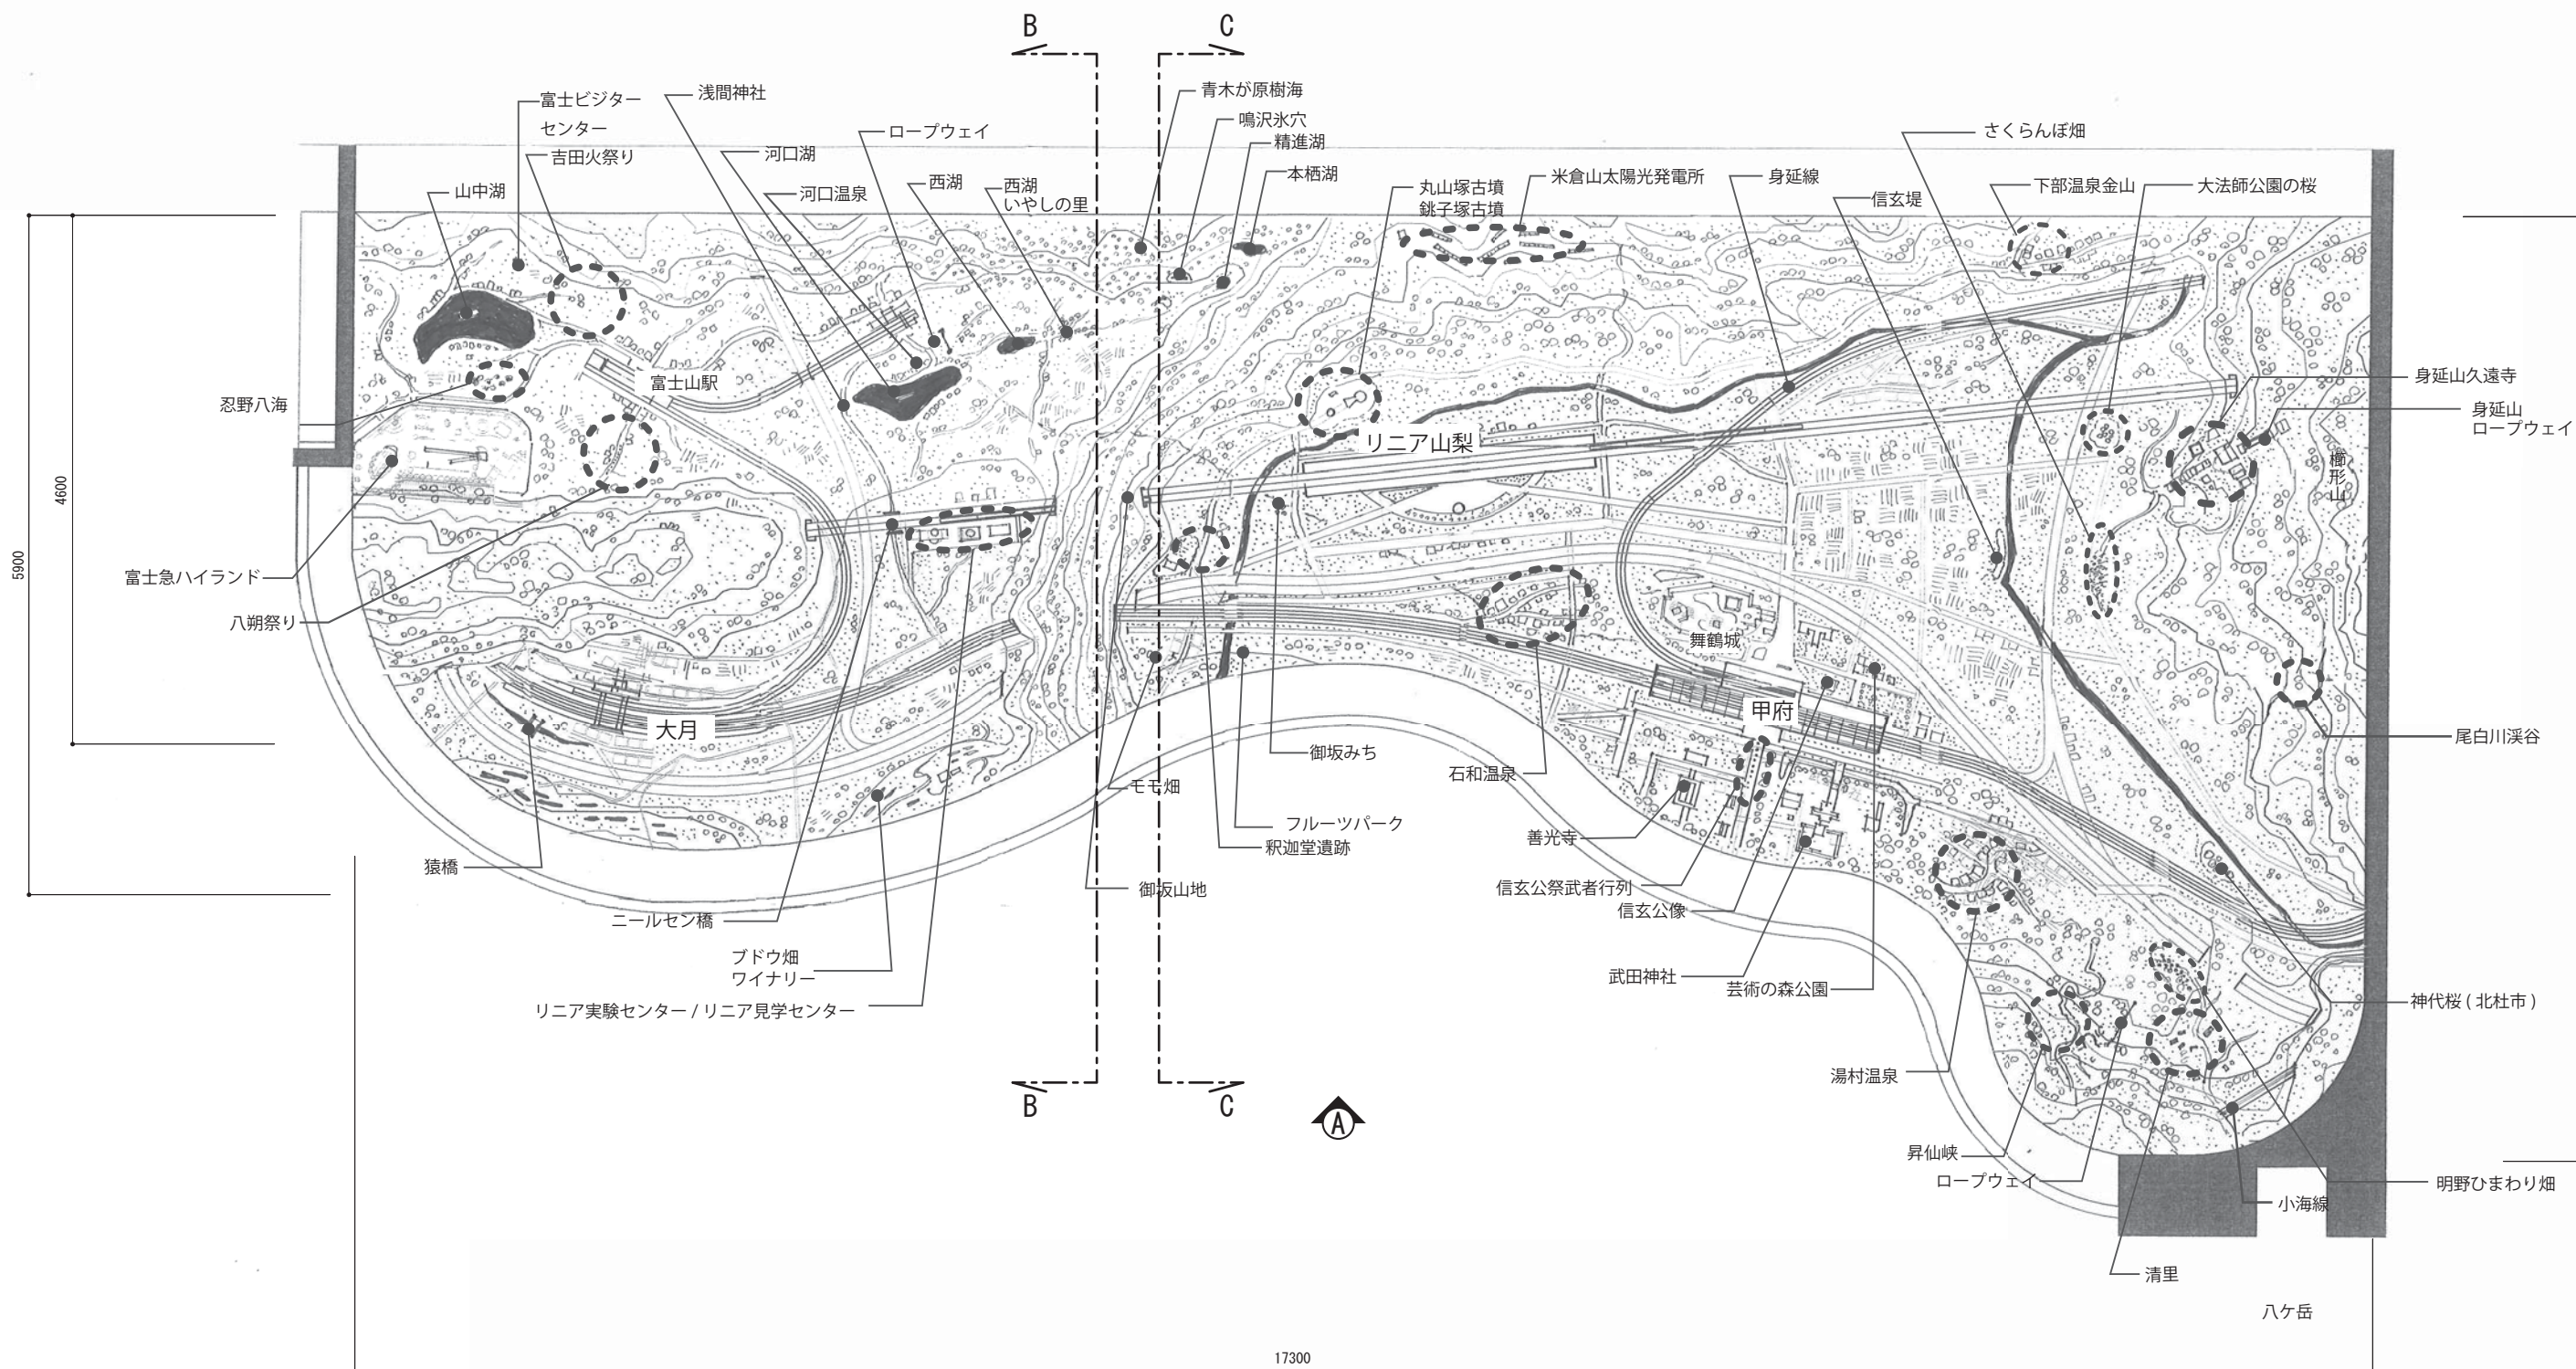 B
C
富士ビジター
センター
浅間神社
青木が原樹海
鳴沢氷穴
ロープウェイ
さくらんぼ畑
精進湖
吉田火祭り
河口湖
本栖湖
山中湖
河口温泉
西湖
西湖
いやしの里
丸山塚古墳
銚子塚古墳
米倉山太陽光発電所
身延線
信玄堤
下部温泉金山
大法師公園の桜
富士山駅
忍野八海
身延山久遠寺
身延山
ロープウェイ
リニア山梨
櫛形山
4600
5900
富士急ハイランド
八朔祭り
舞鶴城
大月
甲府
御坂みち
石和温泉
尾白川渓谷
モモ畑
フルーツパーク
釈迦堂遺跡
善光寺
猿橋
御坂山地
信玄公祭武者行列
信玄公像
ニールセン橋
ブドウ畑
ワイナリー
武田神社
芸術の森公園
リニア実験センター / リニア見学センター
神代桜 ( 北杜市 )
湯村温泉
B
C
A
昇仙峡
ロープウェイ
明野ひまわり畑
小海線
清里
八ケ岳
17300